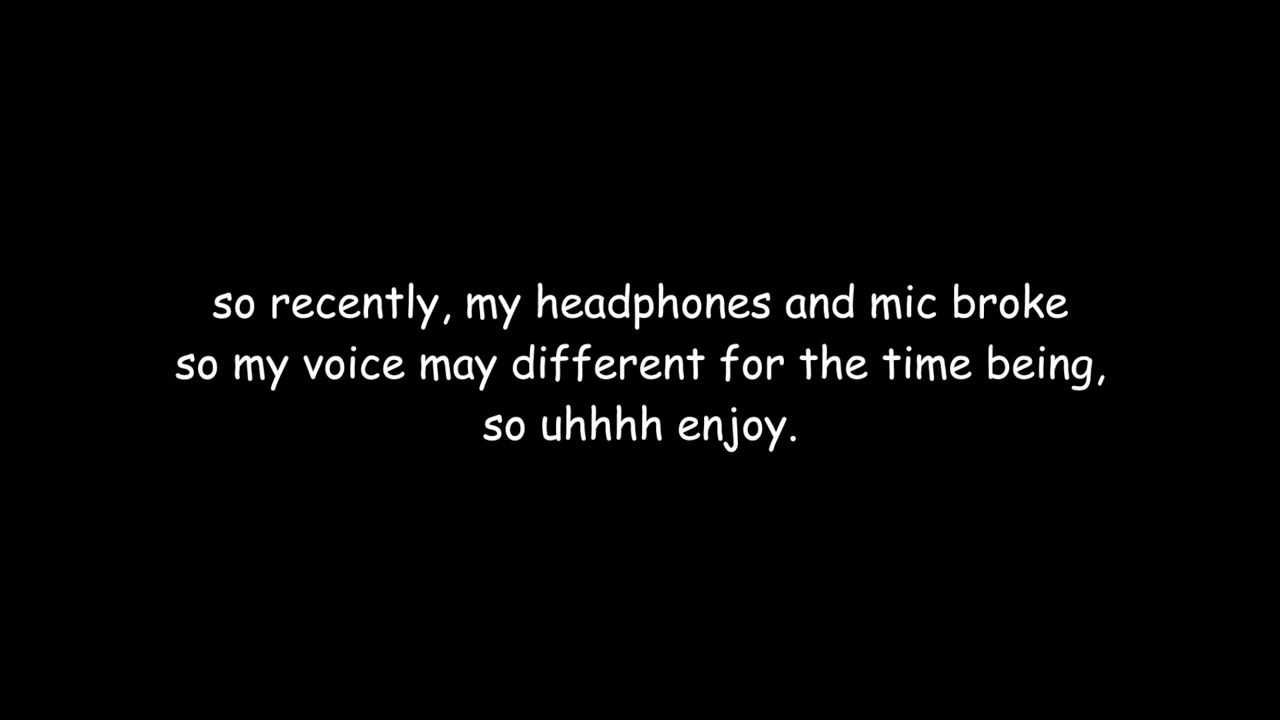 so recently, my headphones and mic broke
so my voice may different for the time being,
so uhhhh enjoy.